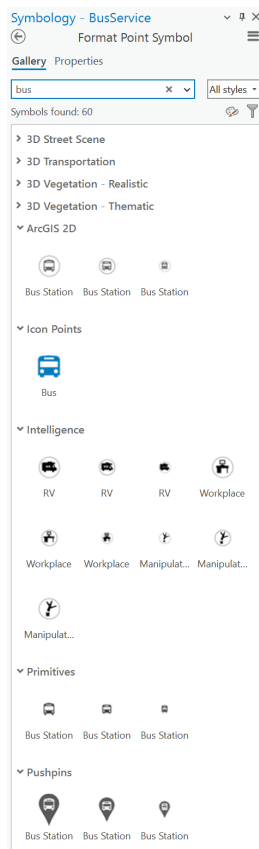 Symbology - BusService
Format Point Symbol
Gallery Properties
bus All styles
Symbols found: 60
3D Street Scene
3D Transportation
3D Vegetation - Realistic
3D Vegetation - Thematic
ArcGIS 2D
Bus Station Bus Station Bus Station
Icon Points
Bus
Intelligence
RV RV RV Workplace
Workplace Workplace Manipulat... Manipulat...
Manipulat...
Primitives
Bus Station Bus Station Bus Station
Pushpins
Bus Station Bus Station Bus Station